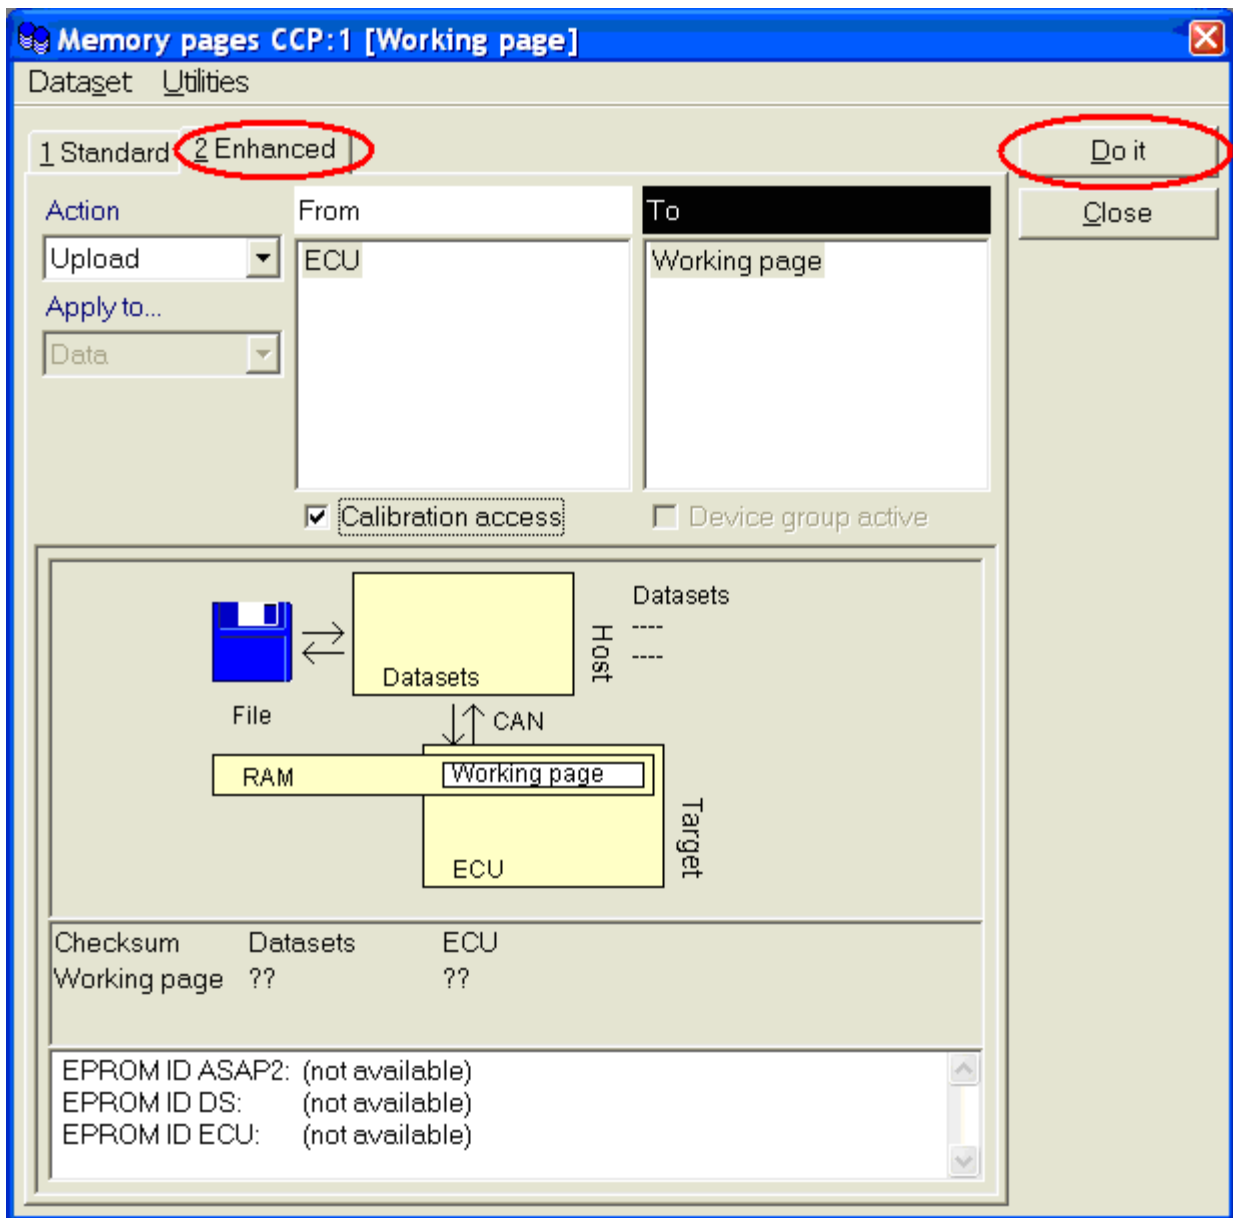 Memory pages CCP:1 [Working page]
Dataset Utilities
1 Standard 2 Enhanced Do it
Action From To Close
Upload ECU Working page
Apply to...
Data
Calibration access Device group active
Datasets
----
----
Host
Datasets
File CAN
RAM Working page
Target
ECU
Checksum Datasets ECU
Working page ?? ??
EPROM ID ASAP2: (not available)
EPROM ID DS: (not available)
EPROM ID ECU: (not available)